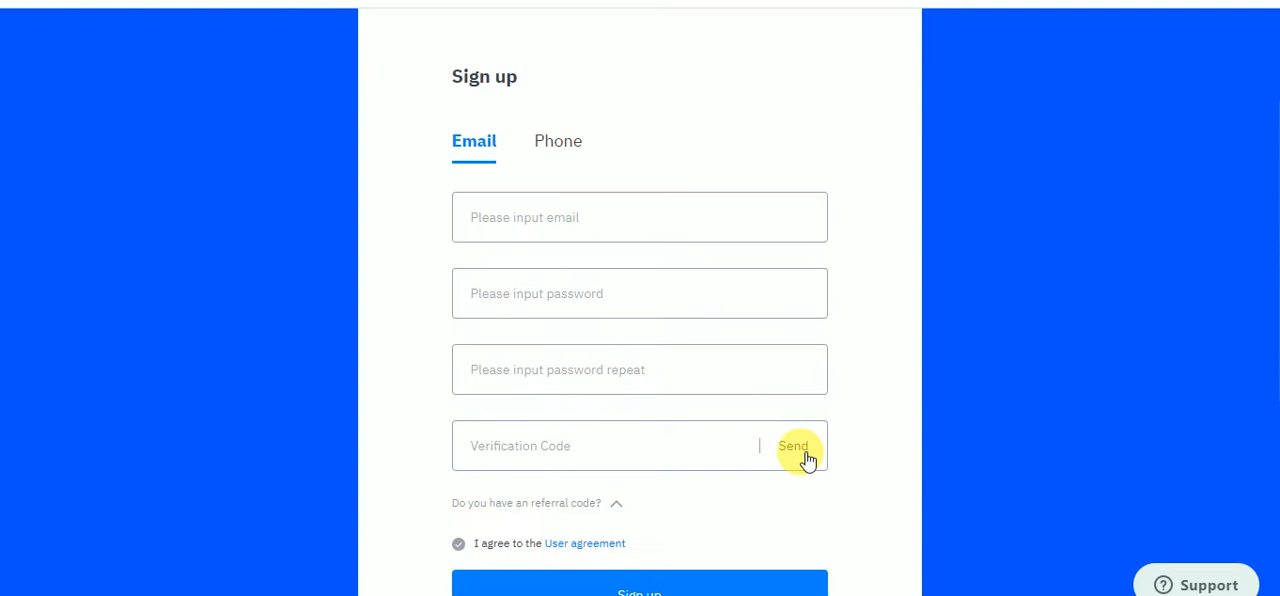 Sign up
Email Phone
Please input email
Please input password
Please input password repeat
Verification Code | Send
Do you have an referral code?
I agree to the User agreement
Sign up
Support